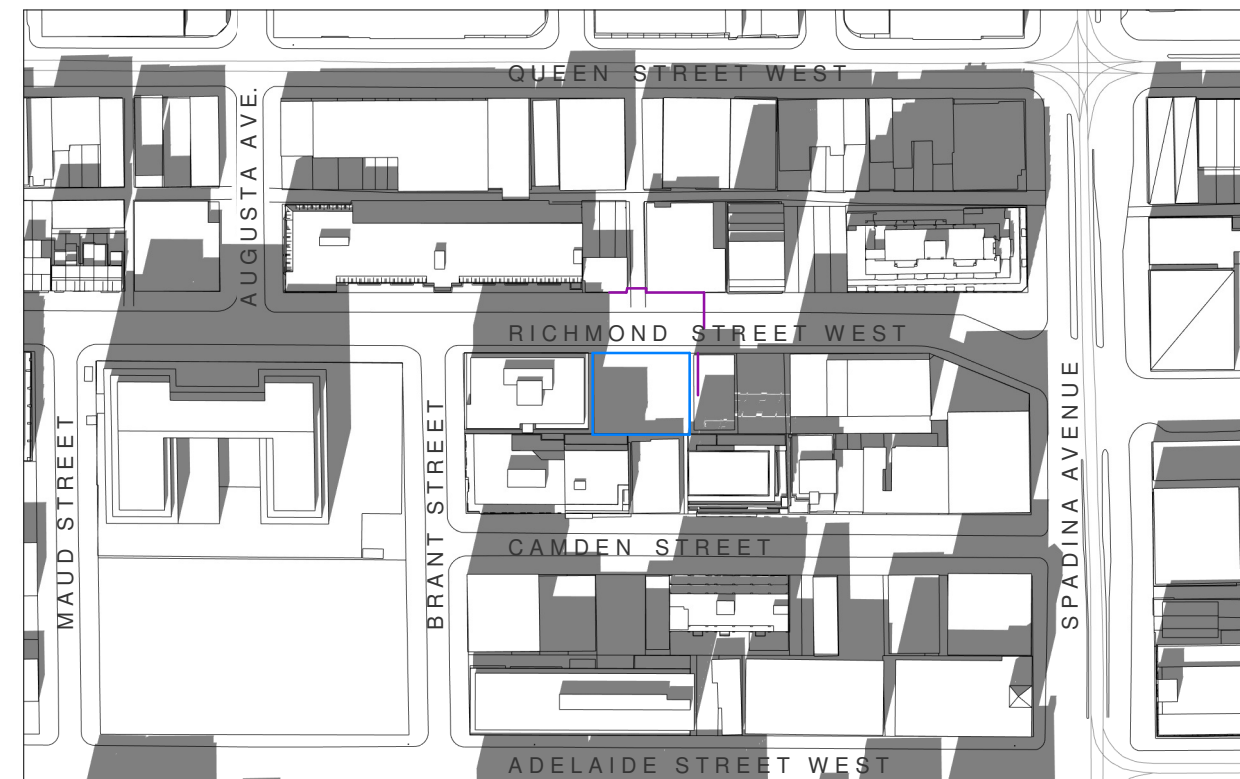 QUEEN STREET WEST
AUGUSTA AVE.
RICHMOND STREET WEST
MAUD STREET
BRANT STREET
SPADINA AVENUE
CAMDEN STREET
ADELAIDE STREET WEST